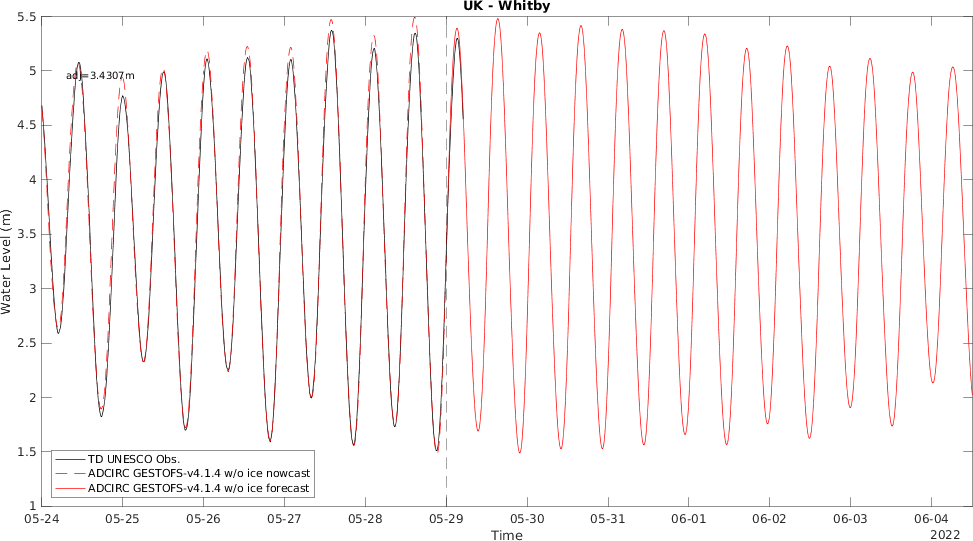 UK - Whitby
5.5
5
4.5
4
3.5
3
2.5
2
1.5
1
Water Level (m)
adj=3.4307m
TD UNESCO Obs.
ADCIRC GESTOFS-v4.1.4 w/o ice nowcast
ADCIRC GESTOFS-v4.1.4 w/o ice forecast
05-24 05-25 05-26 05-27 05-28 05-29 05-30 05-31 06-01 06-02 06-03 06-04
2022
Time